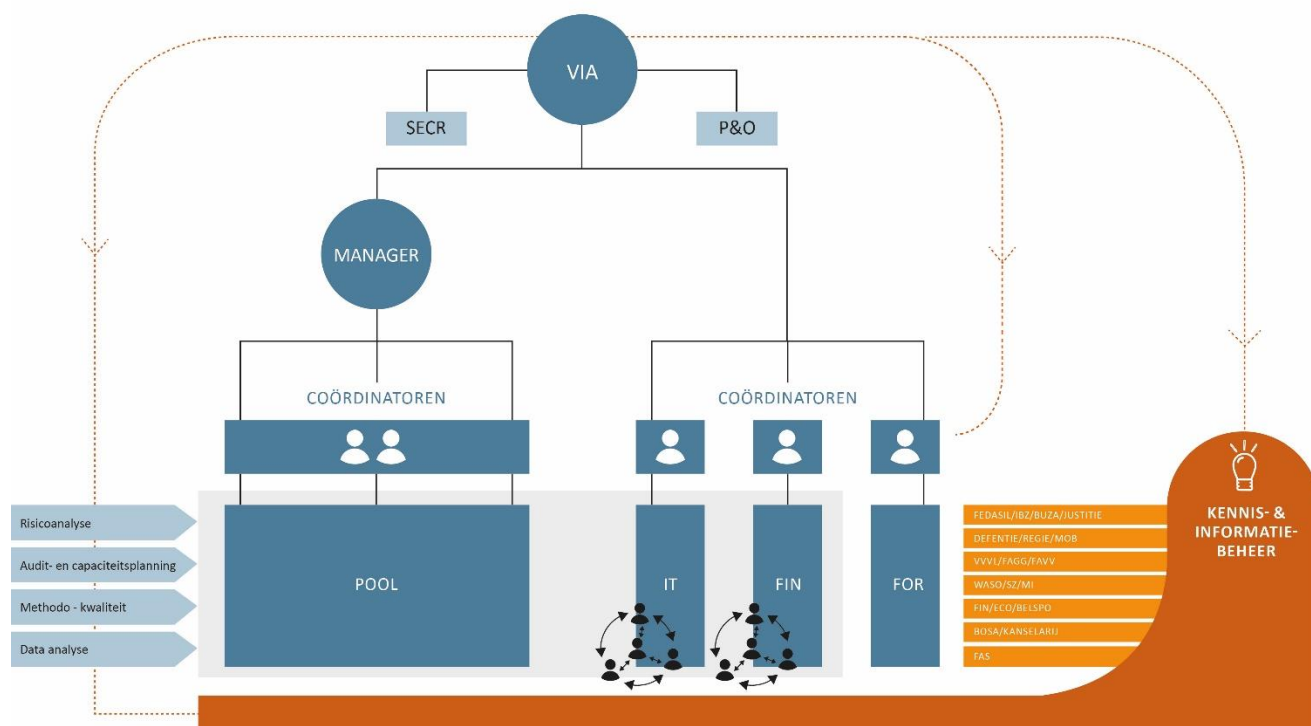 VIA
SECR
P&O
MANAGER
COÖRDINATOREN
COÖRDINATOREN
Risicoanalyse
Audit- en capaciteitsplanning
Methodo - kwaliteit
Data analyse
POOL
IT
FIN
FOR
FEDASIL/IBZ/BUZA/JUSTITIE
DEFENTIE/REGIE/MOB
VVVL/FAGG/FAVV
WASO/SZ/MI
FIN/ECO/BELSPO
BOSA/KANSELARIJ
FAS
KENNIS- &
INFORMATIE-
BEHEER